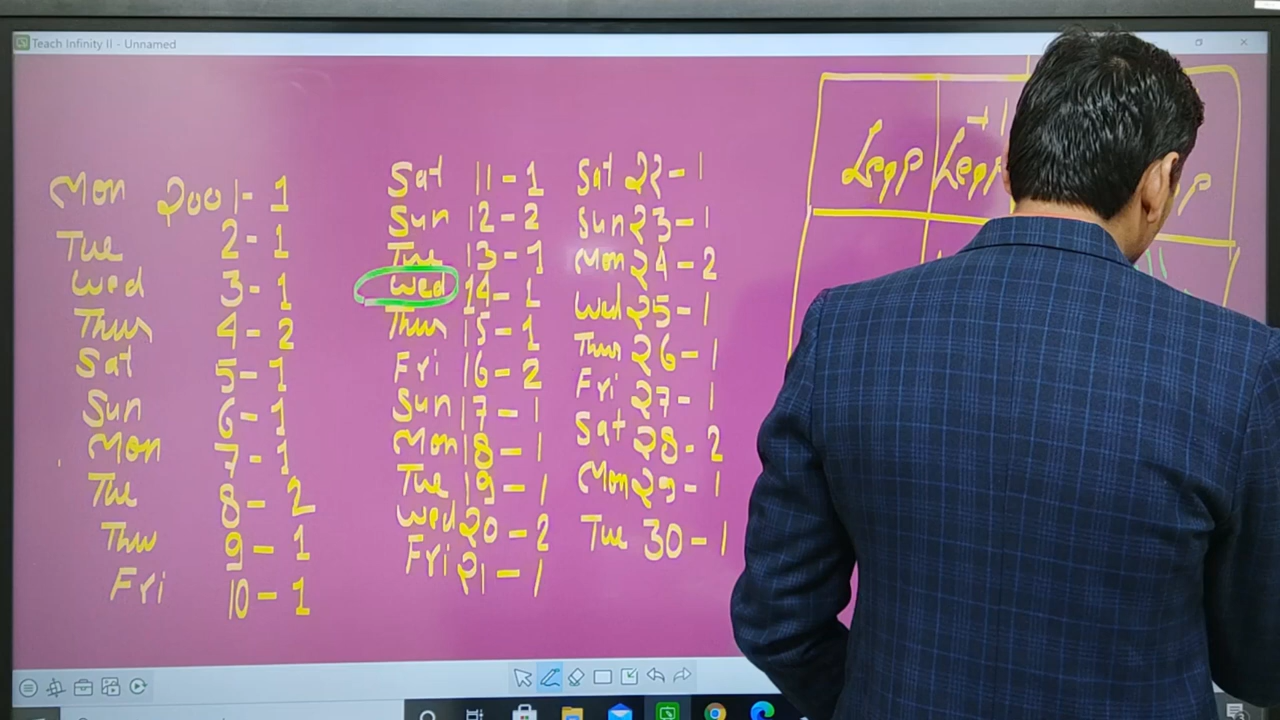 Teach Infinity II - Unnamed
Mon 2001 - 1
Tue 2 - 1
Wed 3 - 1
Thur 4 - 2
Sat 5 - 1
Sun 6 - 1
Mon 7 - 1
Tue 8 - 2
Thur 9 - 1
Fri 10 - 1
Sat 11 - 1
Sun 12 - 2
Tue 13 - 1
Wed 14 - 1
Thur 15 - 1
Fri 16 - 2
Sun 17 - 1
Mon 18 - 1
Tue 19 - 1
Wed 20 - 2
Fri 21 - 1
Sat 22 - 1
Sun 23 - 1
Mon 24 - 2
Wed 25 - 1
Thur 26 - 1
Fri 27 - 1
Sat 28 - 2
Mon 29 - 1
Tue 30 - 1
Leap